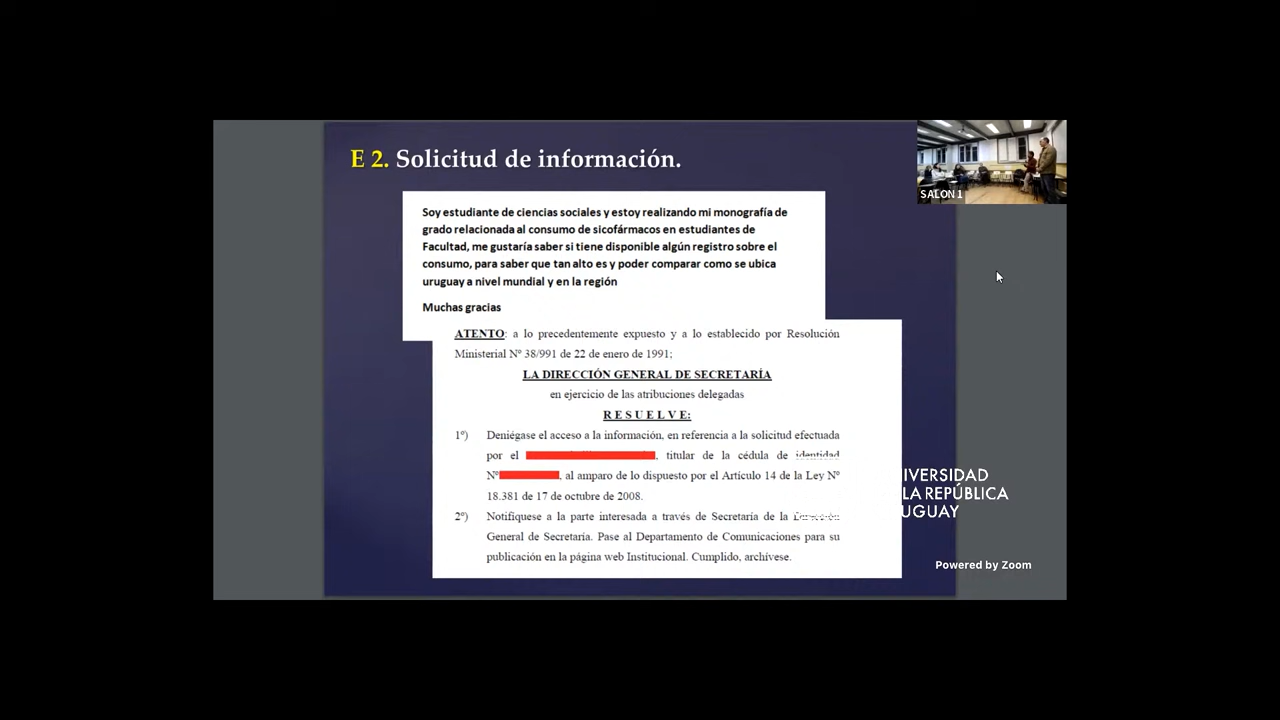 E 2. Solicitud de información.
SALON 1
Soy estudiante de ciencias sociales y estoy realizando mi monografía de
grado relacionada al consumo de sicofármacos en estudiantes de
Facultad, me gustaría saber si tiene disponible algún registro sobre el
consumo, para saber que tan alto es y poder comparar como se ubica
uruguay a nivel mundial y en la región
Muchas gracias
ATENTO: a lo precedentemente expuesto y a lo establecido por Resolución
Ministerial Nº 38/991 de 22 de enero de 1991;
LA DIRECCIÓN GENERAL DE SECRETARÍA
en ejercicio de las atribuciones delegadas
R E S U E L V E:
1º) Deniégase el acceso a la información, en referencia a la solicitud efectuada
por el , titular de la cédula de identidad
Nº , al amparo de lo dispuesto por el Artículo 14 de la Ley Nº
18.381 de 17 de octubre de 2008.
2º) Notifíquese a la parte interesada a través de Secretaría de la Dirección
General de Secretaría. Pase al Departamento de Comunicaciones para su
publicación en la página web Institucional. Cumplido, archívese.
IVERSIDAD
LA REPÚBLICA
UGUAY
Powered by Zoom